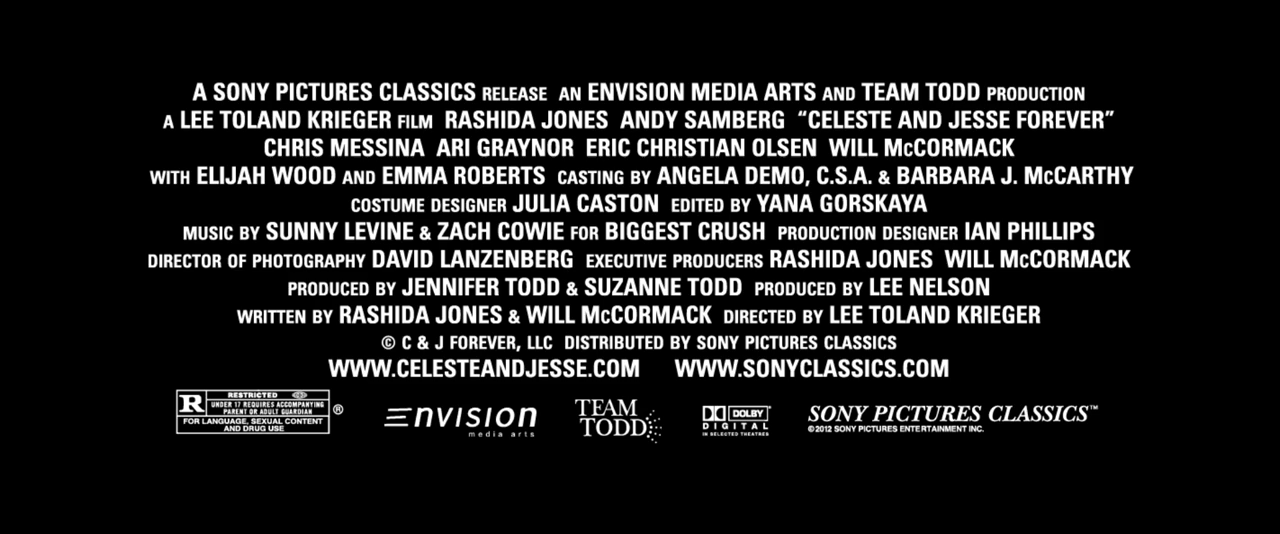 A SONY PICTURES CLASSICS RELEASE AN ENVISION MEDIA ARTS AND TEAM TODD PRODUCTION
A LEE TOLAND KRIEGER FILM RASHIDA JONES ANDY SAMBERG “CELESTE AND JESSE FOREVER”
CHRIS MESSINA ARI GRAYNOR ERIC CHRISTIAN OLSEN WILL McCORMACK
WITH ELIJAH WOOD AND EMMA ROBERTS CASTING BY ANGELA DEMO, C.S.A. & BARBARA J. McCARTHY
COSTUME DESIGNER JULIA CASTON EDITED BY YANA GORSKAYA
MUSIC BY SUNNY LEVINE & ZACH COWIE FOR BIGGEST CRUSH PRODUCTION DESIGNER IAN PHILLIPS
DIRECTOR OF PHOTOGRAPHY DAVID LANZENBERG EXECUTIVE PRODUCERS RASHIDA JONES WILL McCORMACK
PRODUCED BY JENNIFER TODD & SUZANNE TODD PRODUCED BY LEE NELSON
WRITTEN BY RASHIDA JONES & WILL McCORMACK DIRECTED BY LEE TOLAND KRIEGER
© C & J FOREVER, LLC DISTRIBUTED BY SONY PICTURES CLASSICS
WWW.CELESTEANDJESSE.COM WWW.SONYCLASSICS.COM
R RESTRICTED
UNDER 17 REQUIRES ACCOMPANYING
PARENT OR ADULT GUARDIAN ®
FOR LANGUAGE, SEXUAL CONTENT
AND DRUG USE
ENVISION
media arts
TEAM
TODD
DOLBY
DIGITAL
IN SELECTED THEATRES
SONY PICTURES CLASSICS™
©2012 SONY PICTURES ENTERTAINMENT INC.